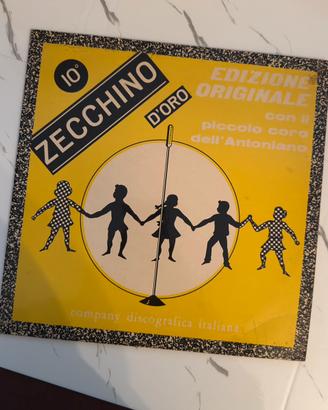 10°
ZECCHINO
D'ORO
EDIZIONE
ORIGINALE
con il
piccolo coro
dell'Antoniano
company discografica italiana